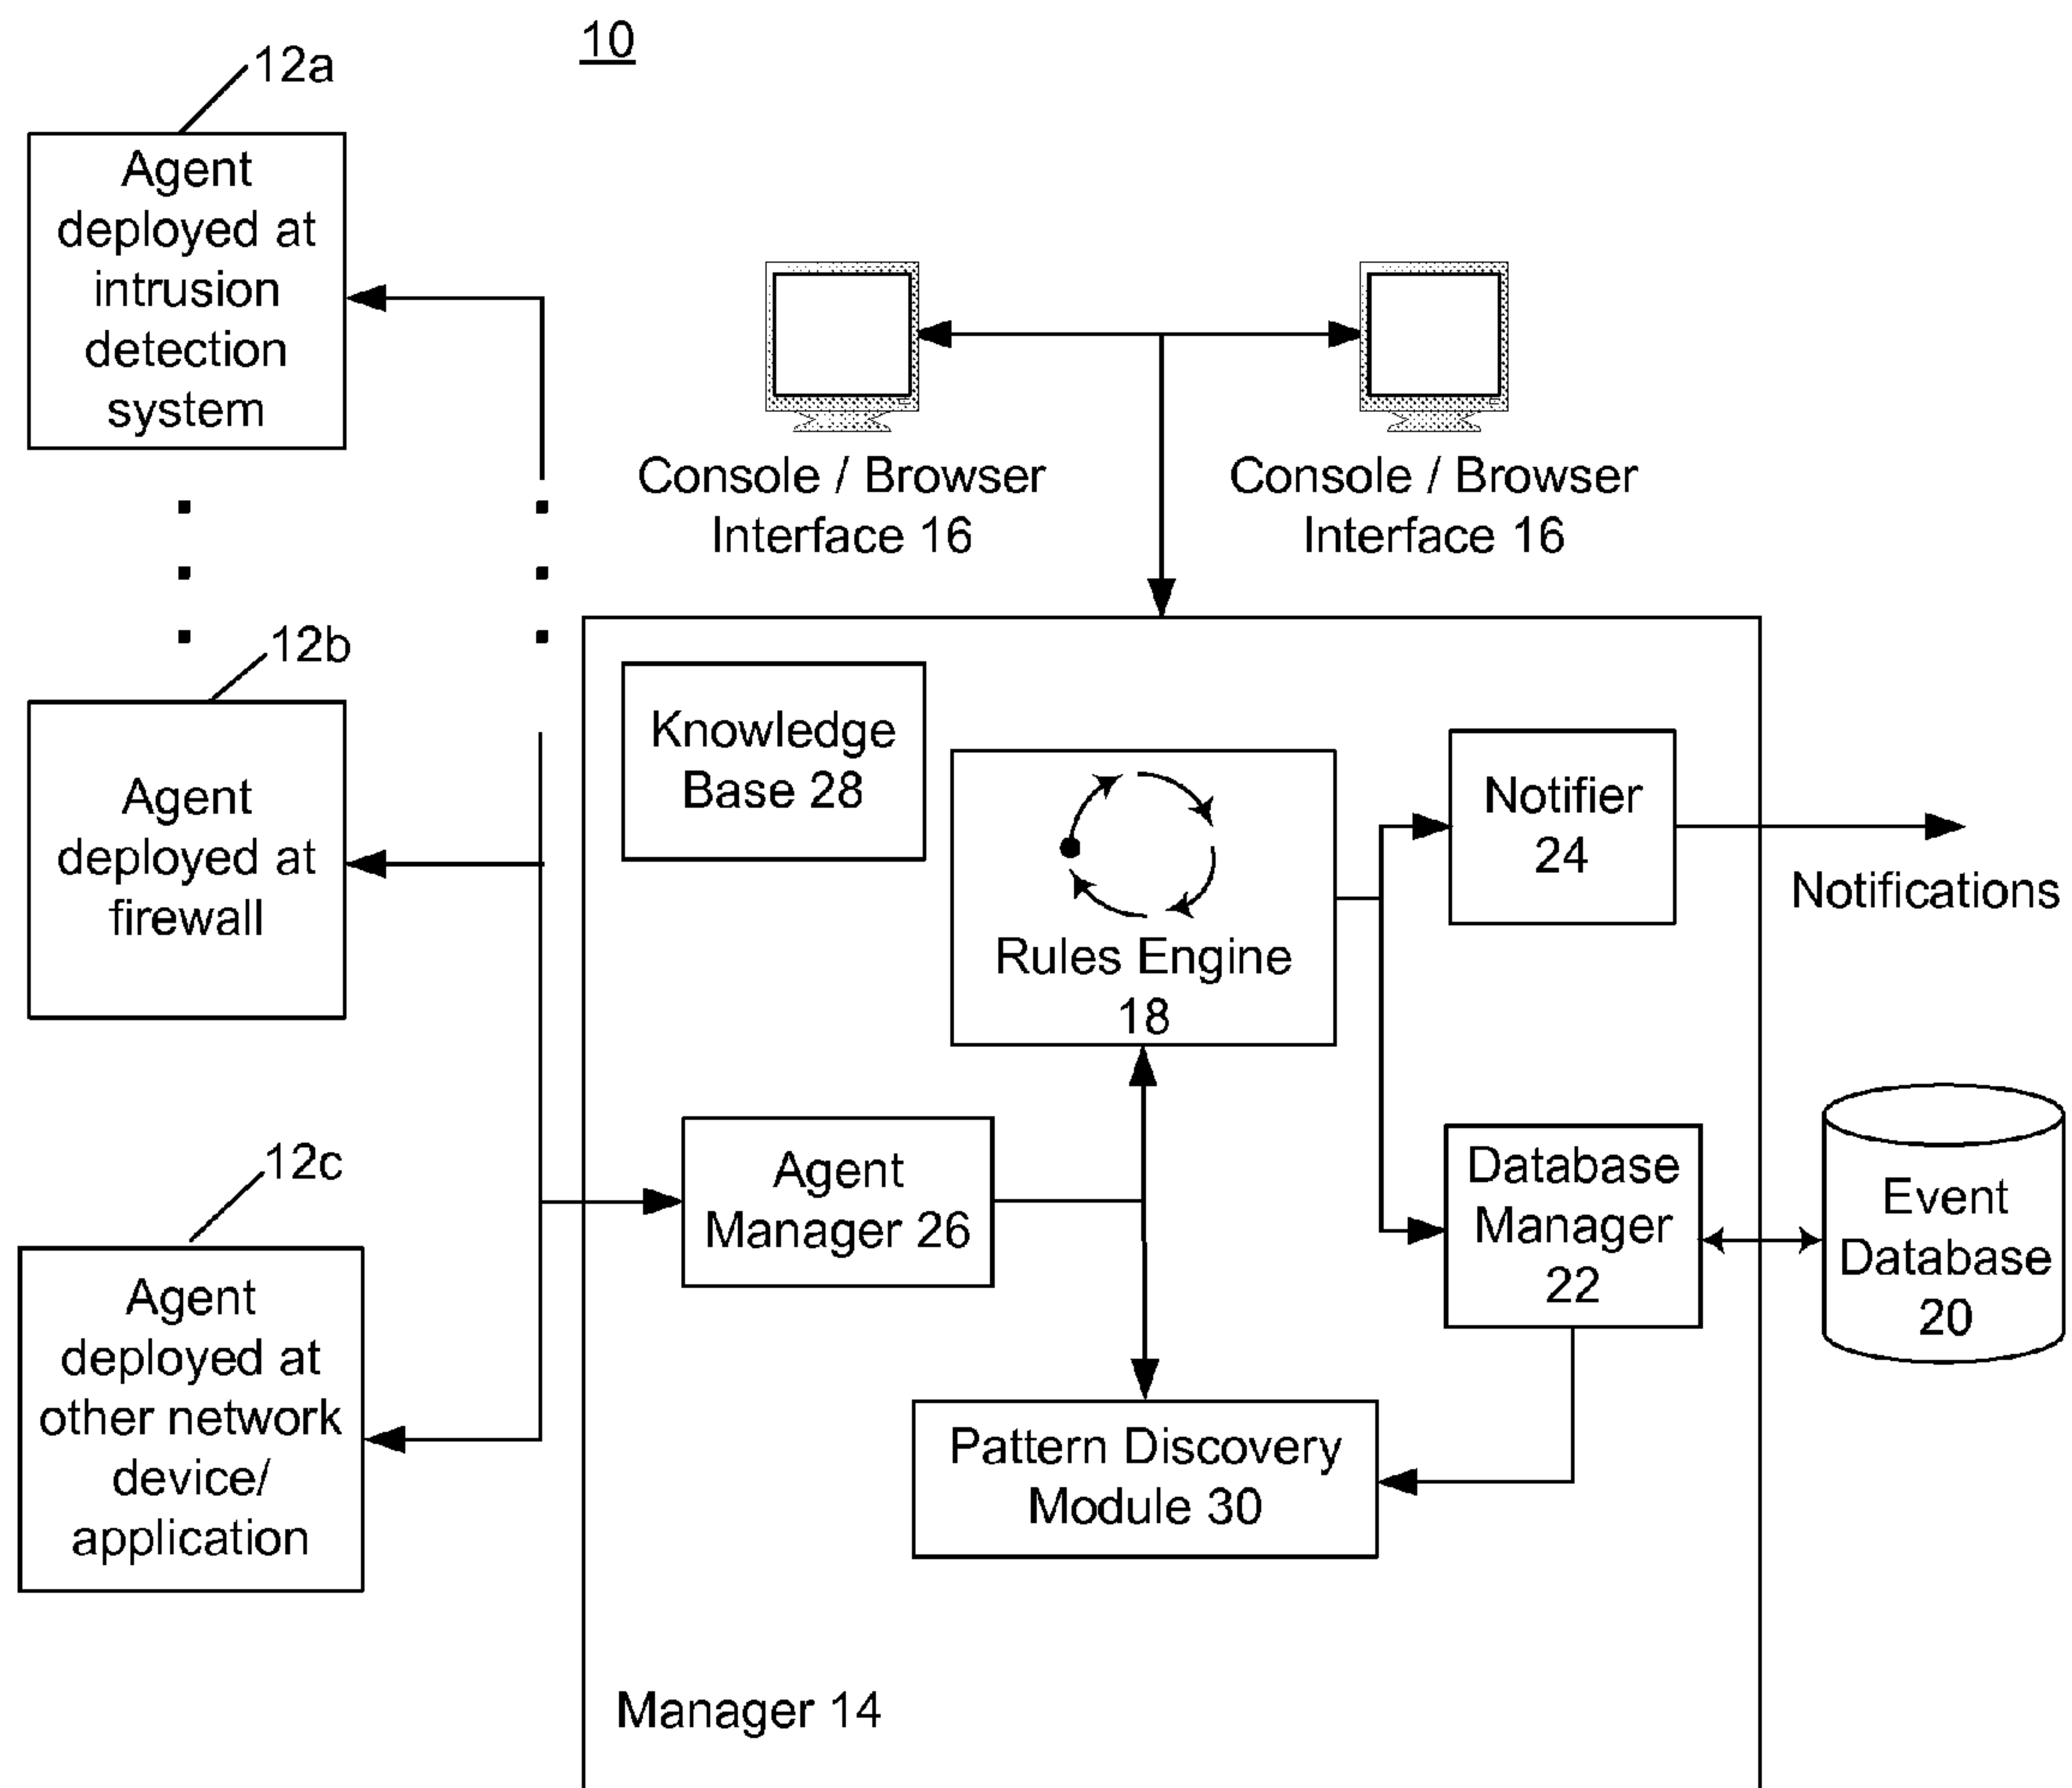 10
12a
Agent
deployed at
intrusion
detection
system
Console / Browser
Interface 16
Console / Browser
Interface 16
12b
Agent
deployed at
firewall
Knowledge
Base 28
Rules Engine
18
Notifier
24
Notifications
12c
Agent
deployed at
other network
device/
application
Agent
Manager 26
Database
Manager
22
Event
Database
20
Pattern Discovery
Module 30
Manager 14